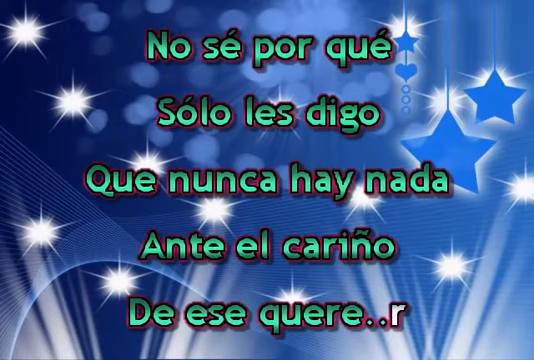 No sé por qué
Sólo les digo
Que nunca hay nada
Ante el cariño
De ese quere..r